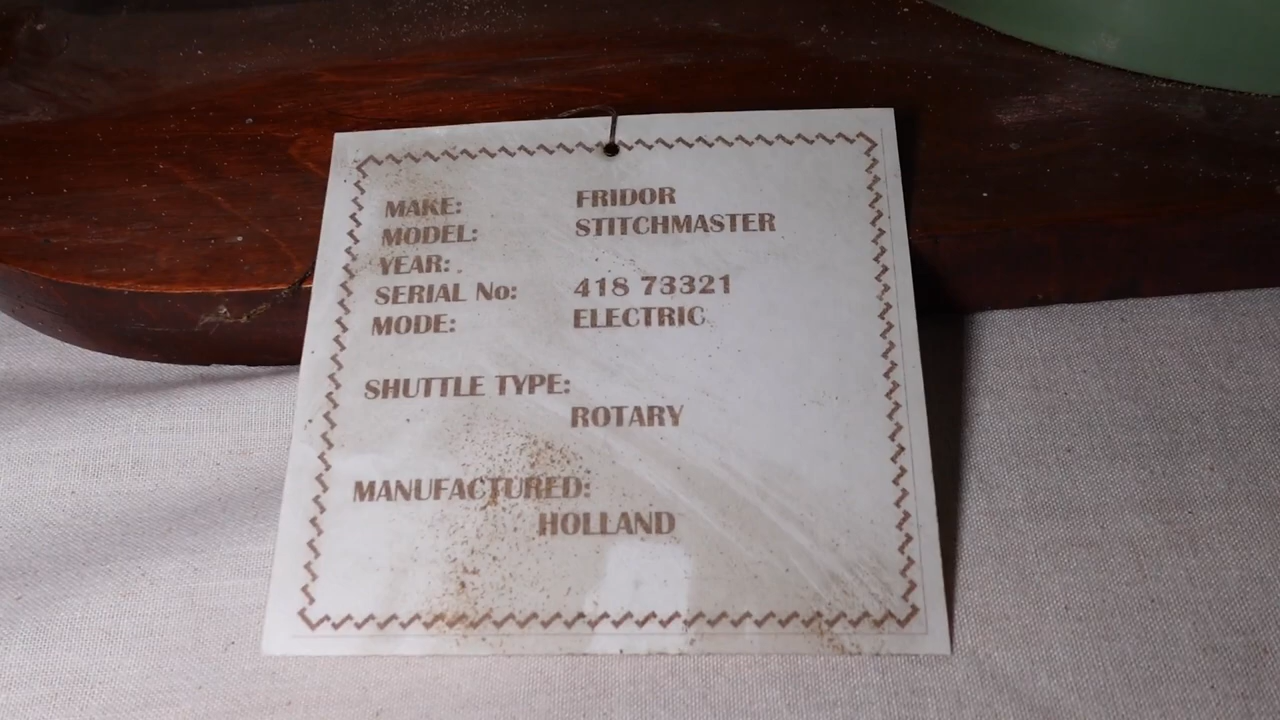 MAKE: FRIDOR
MODEL: STITCHMASTER
YEAR:
SERIAL No: 418 73321
MODE: ELECTRIC
SHUTTLE TYPE:
ROTARY
MANUFACTURED:
HOLLAND